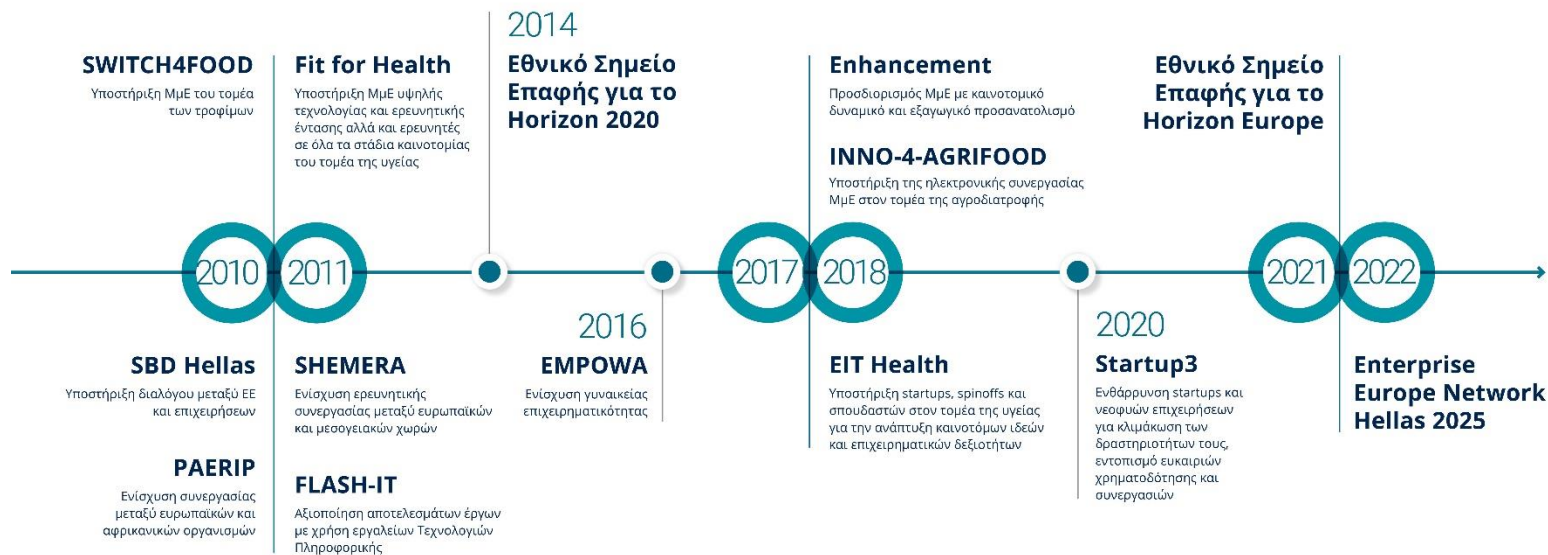 SWITCH4FOOD
Υποστήριξη ΜμΕ του τομέα
των τροφίμων
Fit for Health
Υποστήριξη ΜμΕ υψηλής
τεχνολογίας και ερευνητικής
έντασης αλλά και ερευνητές
σε όλα τα στάδια καινοτομίας
του τομέα της υγείας
2014
Εθνικό Σημείο
Επαφής για το
Horizon 2020
Enhancement
Προσδιορισμός ΜμΕ με καινοτομικό
δυναμικό και εξαγωγικό προσανατολισμό
INNO-4-AGRIFOOD
Υποστήριξη της ηλεκτρονικής συνεργασίας
ΜμΕ στον τομέα της αγροδιατροφής
Εθνικό Σημείο
Επαφής για το
Horizon Europe
2010
2011
2017
2018
2021
2022
SBD Hellas
Υποστήριξη διαλόγου μεταξύ ΕΕ
και επιχειρήσεων
PAERIP
Ενίσχυση συνεργασίας
μεταξύ ευρωπαϊκών και
αφρικανικών οργανισμών
SHEMERA
Ενίσχυση ερευνητικής
συνεργασίας μεταξύ ευρωπαϊκών
και μεσογειακών χωρών
FLASH-IT
Αξιοποίηση αποτελεσμάτων έργων
με χρήση εργαλείων Τεχνολογιών
Πληροφορικής
2016
EMPOWA
Ενίσχυση γυναικείας
επιχειρηματικότητας
EIT Health
Υποστήριξη startups, spinoffs και
σπουδαστών στον τομέα της υγείας
για την ανάπτυξη καινοτόμων ιδεών
και επιχειρηματικών δεξιοτήτων
2020
Startup3
Ενθάρρυνση startups και
νεοφυών επιχειρήσεων
για κλιμάκωση των
δραστηριοτήτων τους,
εντοπισμό ευκαιριών
χρηματοδότησης και
συνεργασιών
Enterprise
Europe Network
Hellas 2025